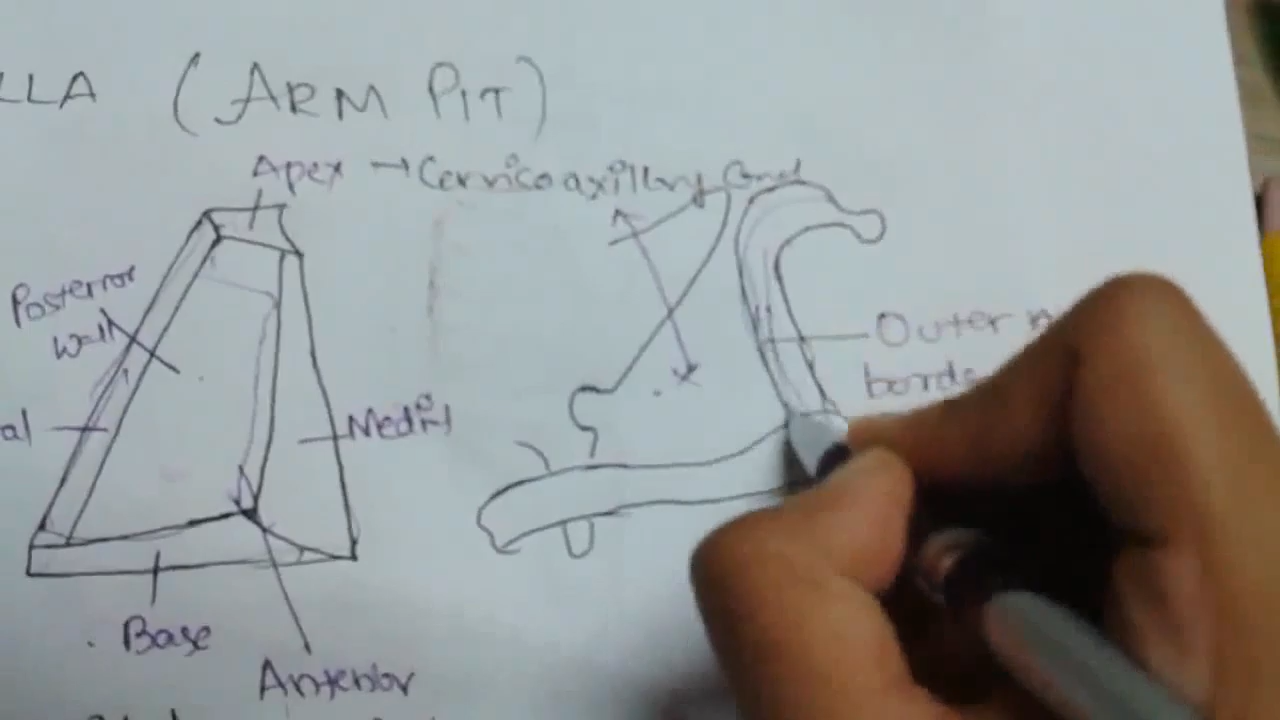 LLA (ARM PIT)
Apex → Cervicoaxillary Canal
Posterior
wall
al
Medial
Outer
borde
Base
Anterior